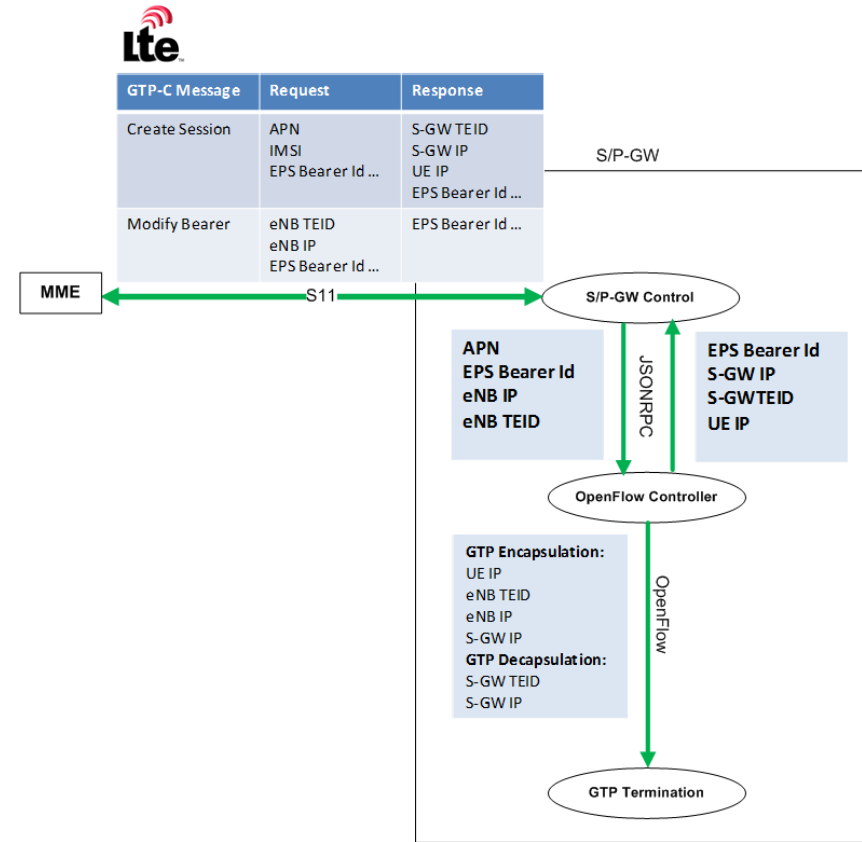 Lte
GTP-C Message Request Response
Create Session APN S-GW TEID
IMSI S-GW IP
EPS Bearer Id ... UE IP
EPS Bearer Id ...
Modify Bearer eNB TEID EPS Bearer Id ...
eNB IP
EPS Bearer Id ...
S/P-GW
MME
S11
S/P-GW Control
APN
EPS Bearer Id
eNB IP
eNB TEID
JSONRPC
EPS Bearer Id
S-GW IP
S-GWTEID
UE IP
OpenFlow Controller
GTP Encapsulation:
UE IP
eNB TEID
eNB IP
S-GW IP
GTP Decapsulation:
S-GW TEID
S-GW IP
OpenFlow
GTP Termination